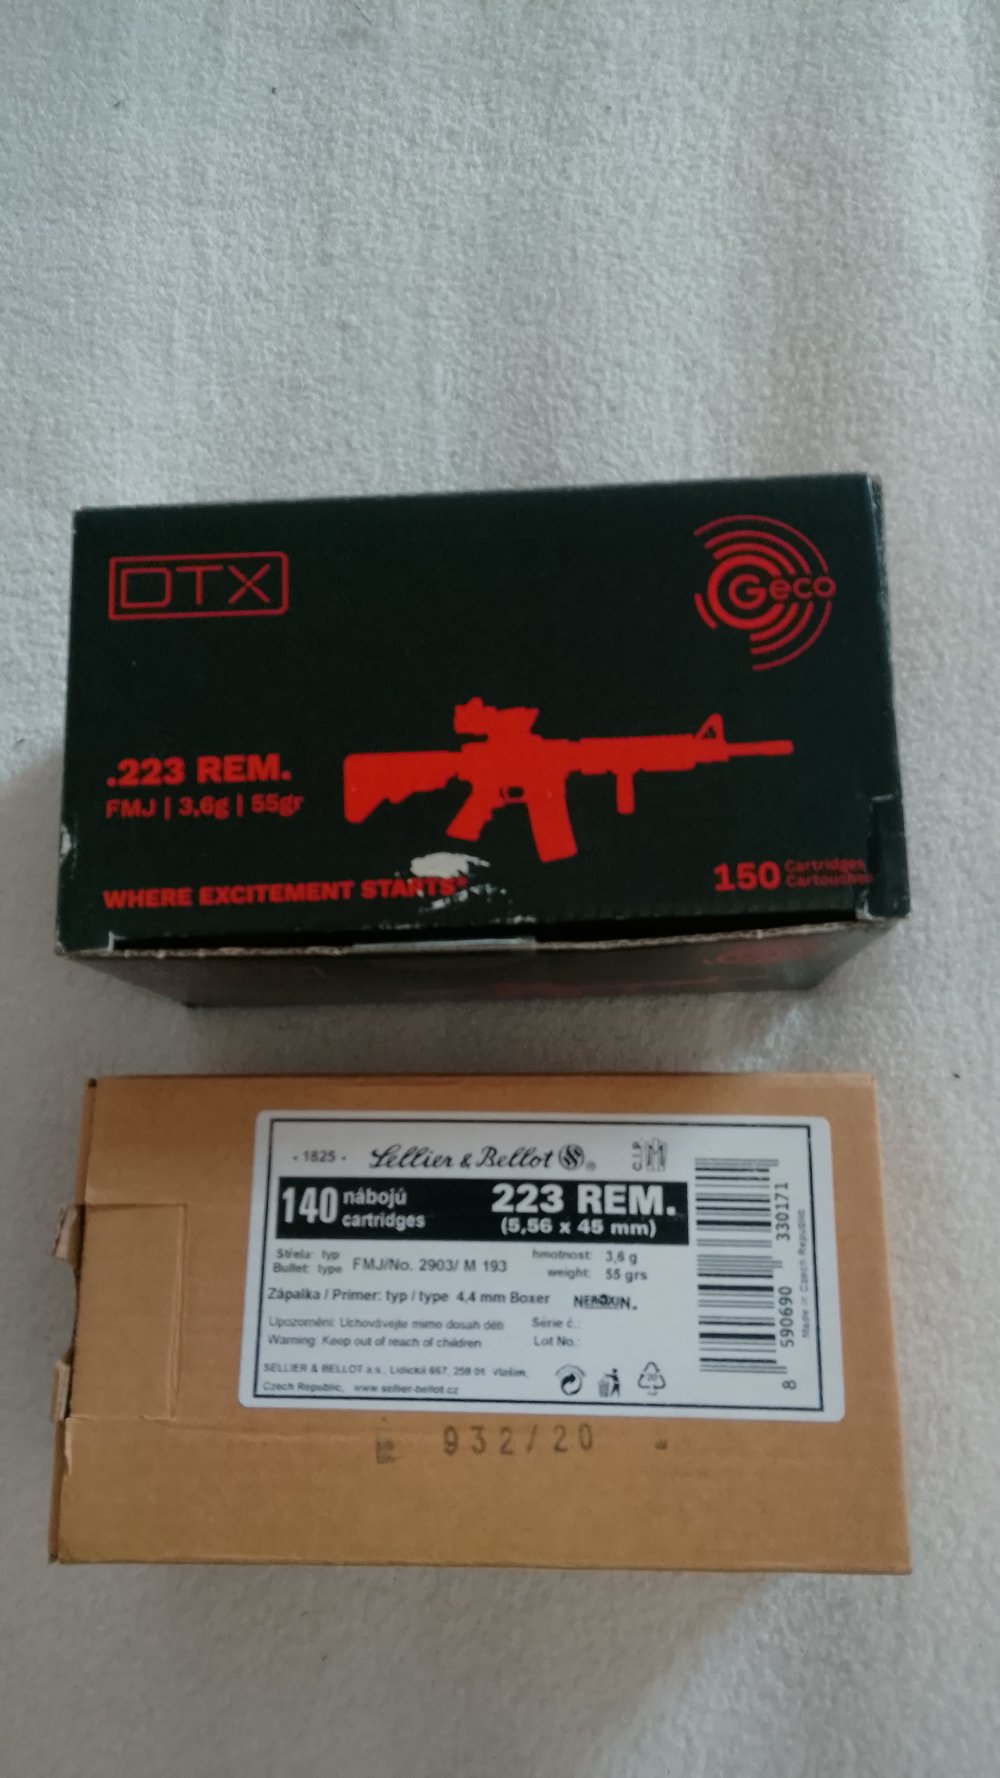 DTX
Geco
.223 REM.
FMJ | 3,6g | 55gr
WHERE EXCITEMENT STARTS
150 Cartridges
Cartouches
• 1825 • Sellier & Bellot S&B ® C.I.P.
140 nábojů
cartridges
223 REM.
(5,56 x 45 mm)
Střela: typ
Bullet: type FMJ/No. 2903/ M 193
hmotnost: 3,6 g
weight: 55 grs
Zápalka / Primer: typ / type 4,4 mm Boxer NEROXIN
Upozornění: Uchovávejte mimo dosah dětí
Warning: Keep out of reach of children
Série č.:
Lot No.:
SELLIER & BELLOT a.s., Lidická 667, 258 01 Vlašim,
Czech Republic, www.sellier-bellot.cz
20
8 590690 330171
Made in Czech Republic
932/20